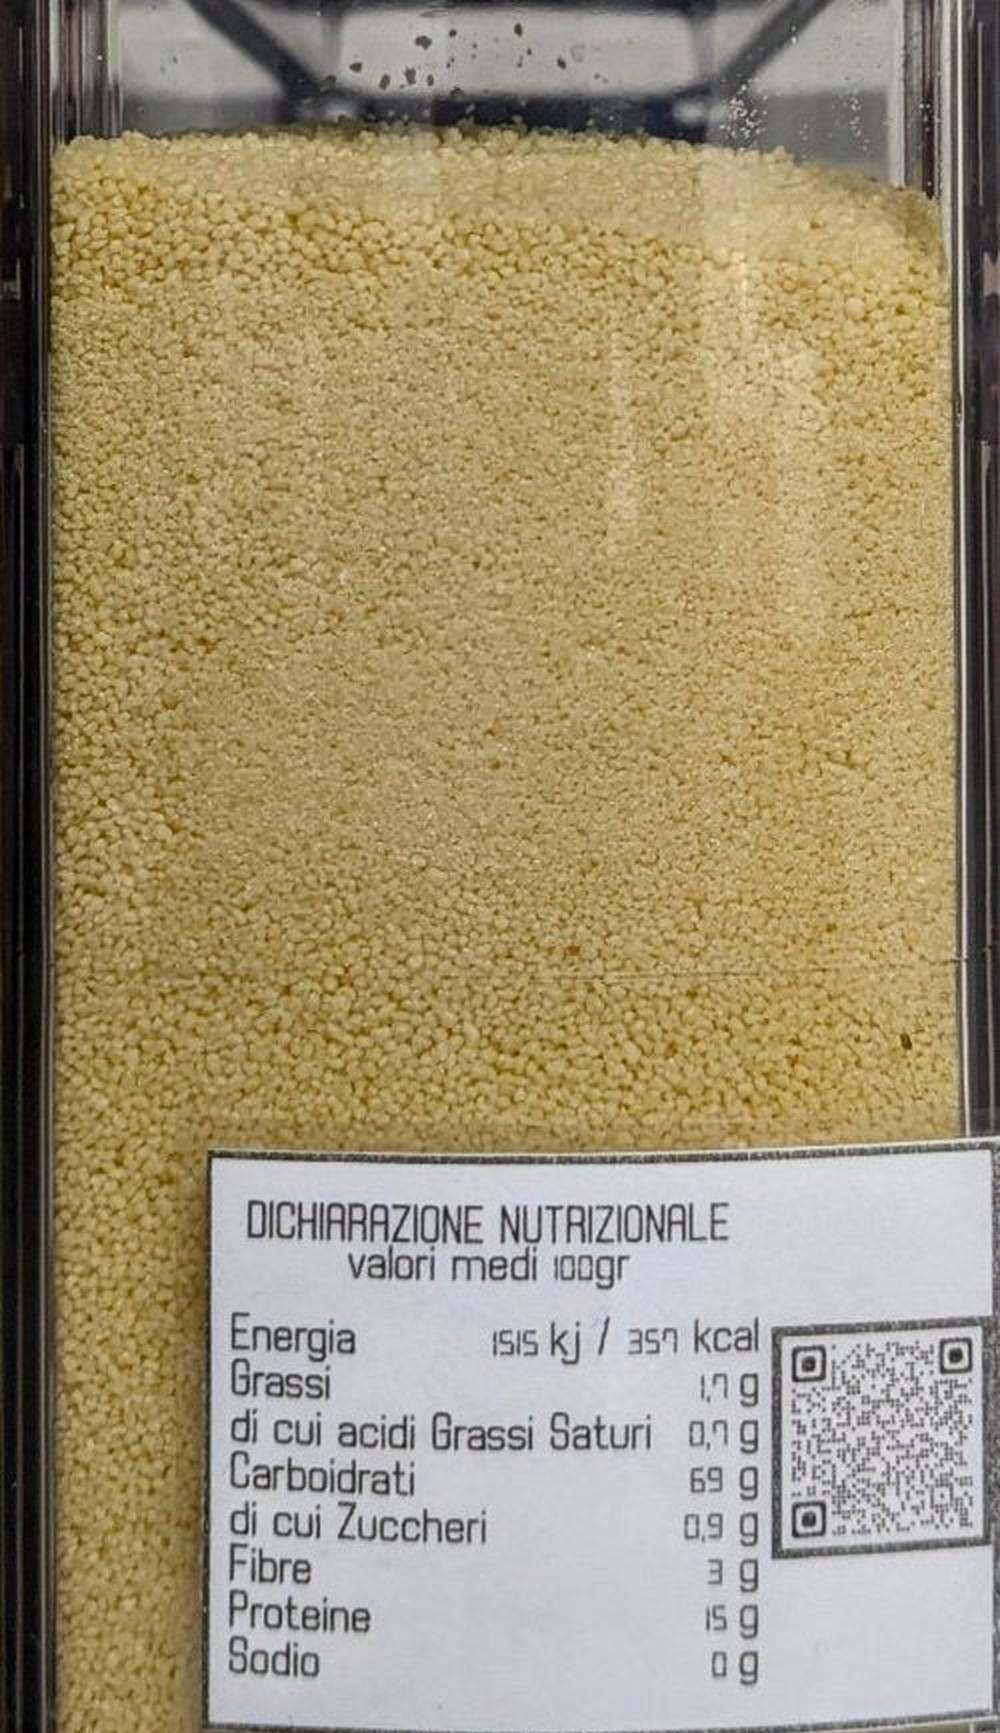 DICHIARAZIONE NUTRIZIONALE
valori medi 100gr
Energia 1515 kj / 357 kcal
Grassi 1,7 g
di cui acidi Grassi Saturi 0,7 g
Carboidrati 69 g
di cui Zuccheri 0,9 g
Fibre 3 g
Proteine 15 g
Sodio 0 g